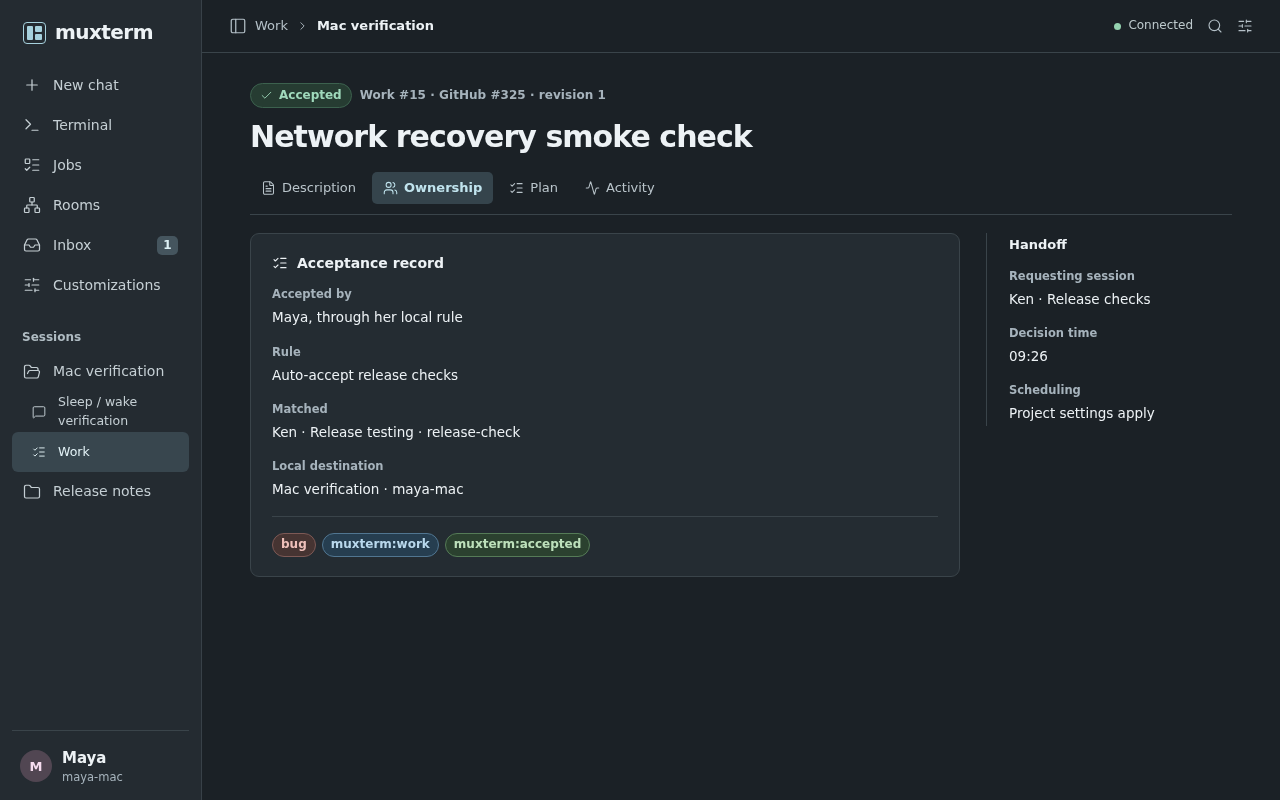 muxterm
New chat
Terminal
Jobs
Rooms
Inbox 1
Customizations
Sessions
Mac verification
Sleep / wake
verification
Work
Release notes
M
Maya
maya-mac
Work Mac verification
Connected
Accepted Work #15 · GitHub #325 · revision 1
Network recovery smoke check
Description Ownership Plan Activity
Acceptance record
Accepted by
Maya, through her local rule
Rule
Auto-accept release checks
Matched
Ken · Release testing · release-check
Local destination
Mac verification · maya-mac
bug muxterm:work muxterm:accepted
Handoff
Requesting session
Ken · Release checks
Decision time
09:26
Scheduling
Project settings apply